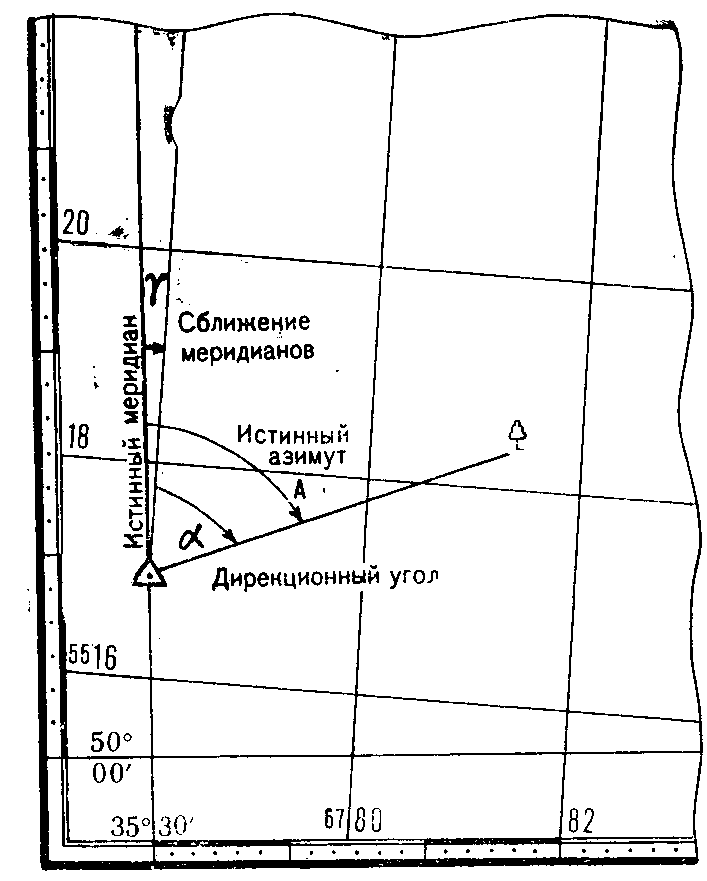 20
γ
Сближение
меридианов
Истинный меридиан
18
Истинный
азимут
А
α
Дирекционный угол
5516
50°
00′
35°30′
6780
82